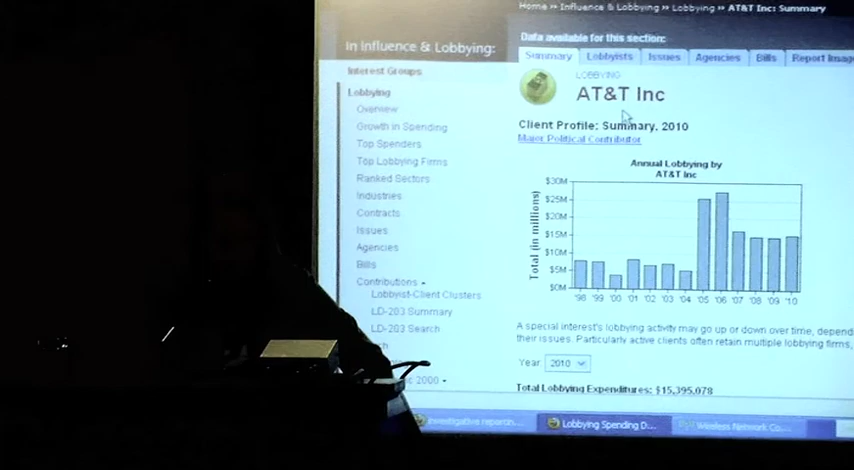 Home » Influence & Lobbying » Lobbying » AT&T Inc: Summary
In Influence & Lobbying:
Data available for this section:
Summary Lobbyists Issues Agencies Bills Report Imag
Interest Groups
Lobbying
Overview
Growth in Spending
Top Spenders
Top Lobbying Firms
Ranked Sectors
Industries
Contracts
Issues
Agencies
Bills
Contributions
Lobbyist-Client Clusters
LD-203 Summary
LD-203 Search
2000
LOBBYING
AT&T Inc
Client Profile: Summary, 2010
Major Political Contributor
Annual Lobbying by
AT&T Inc
Total (in millions)
$30M
$25M
$20M
$15M
$10M
$5M
$0M
'98 '99 '00 '01 '02 '03 '04 '05 '06 '07 '08 '09 '10
A special interest's lobbying activity may go up or down over time, depend
their issues. Particularly active clients often retain multiple lobbying firms,
Year 2010
Total Lobbying Expenditures: $15,395,078
Lobbying Spending D... Wireless Network Co...